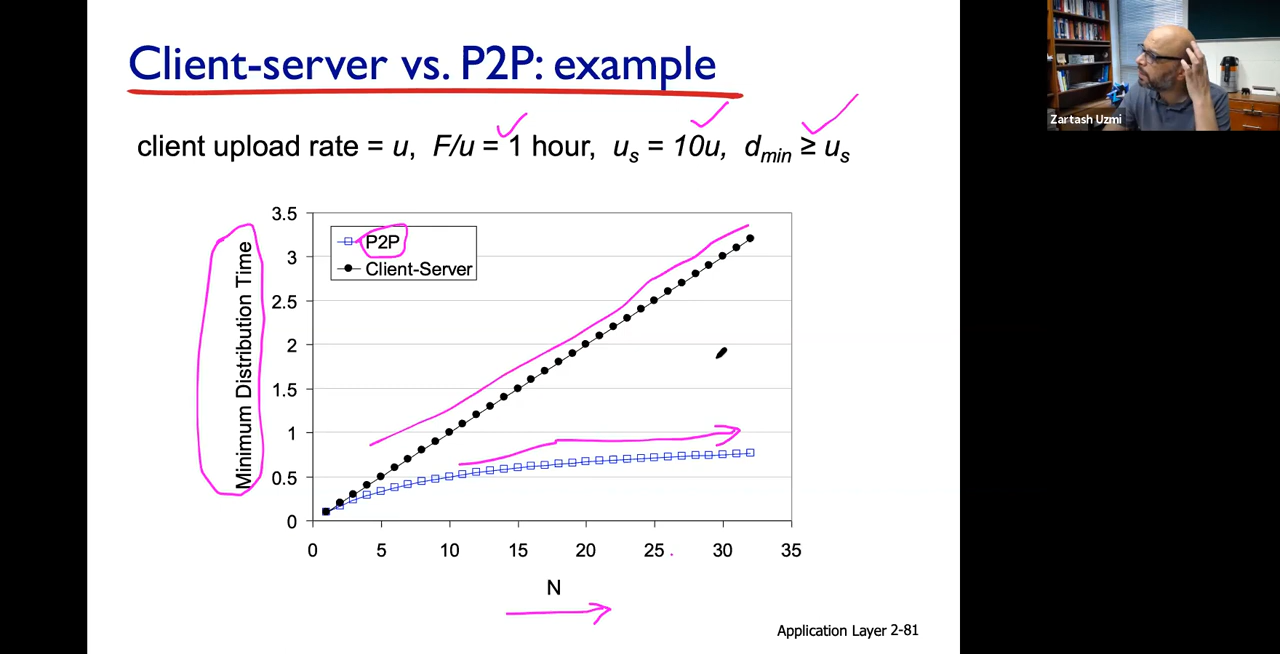 Client-server vs. P2P: example
Zartash Uzmi
client upload rate = u, F/u = 1 hour, us = 10u, dmin ≥ us
3.5
3
2.5
2
1.5
1
0.5
0
Minimum Distribution Time
P2P
Client-Server
0 5 10 15 20 25 30 35
N
Application Layer 2-81